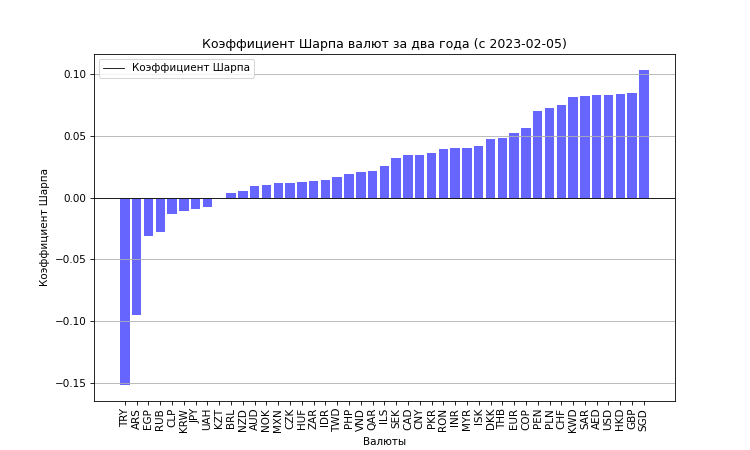 Коэффициент Шарпа валют за два года (с 2023-02-05)
Коэффициент Шарпа
0.10
0.05
0.00
−0.05
−0.10
−0.15
Коэффициент Шарпа
TRY ARS EGP RUB CLP KRW JPY UAH KZT BRL NZD AUD NOK MXN CZK HUF ZAR IDR TWD PHP VND QAR ILS SEK CAD CNY PKR RON INR MYR ISK DKK THB EUR COP PEN PLN CHF KWD SAR AED USD HKD GBP SGD
Валюты